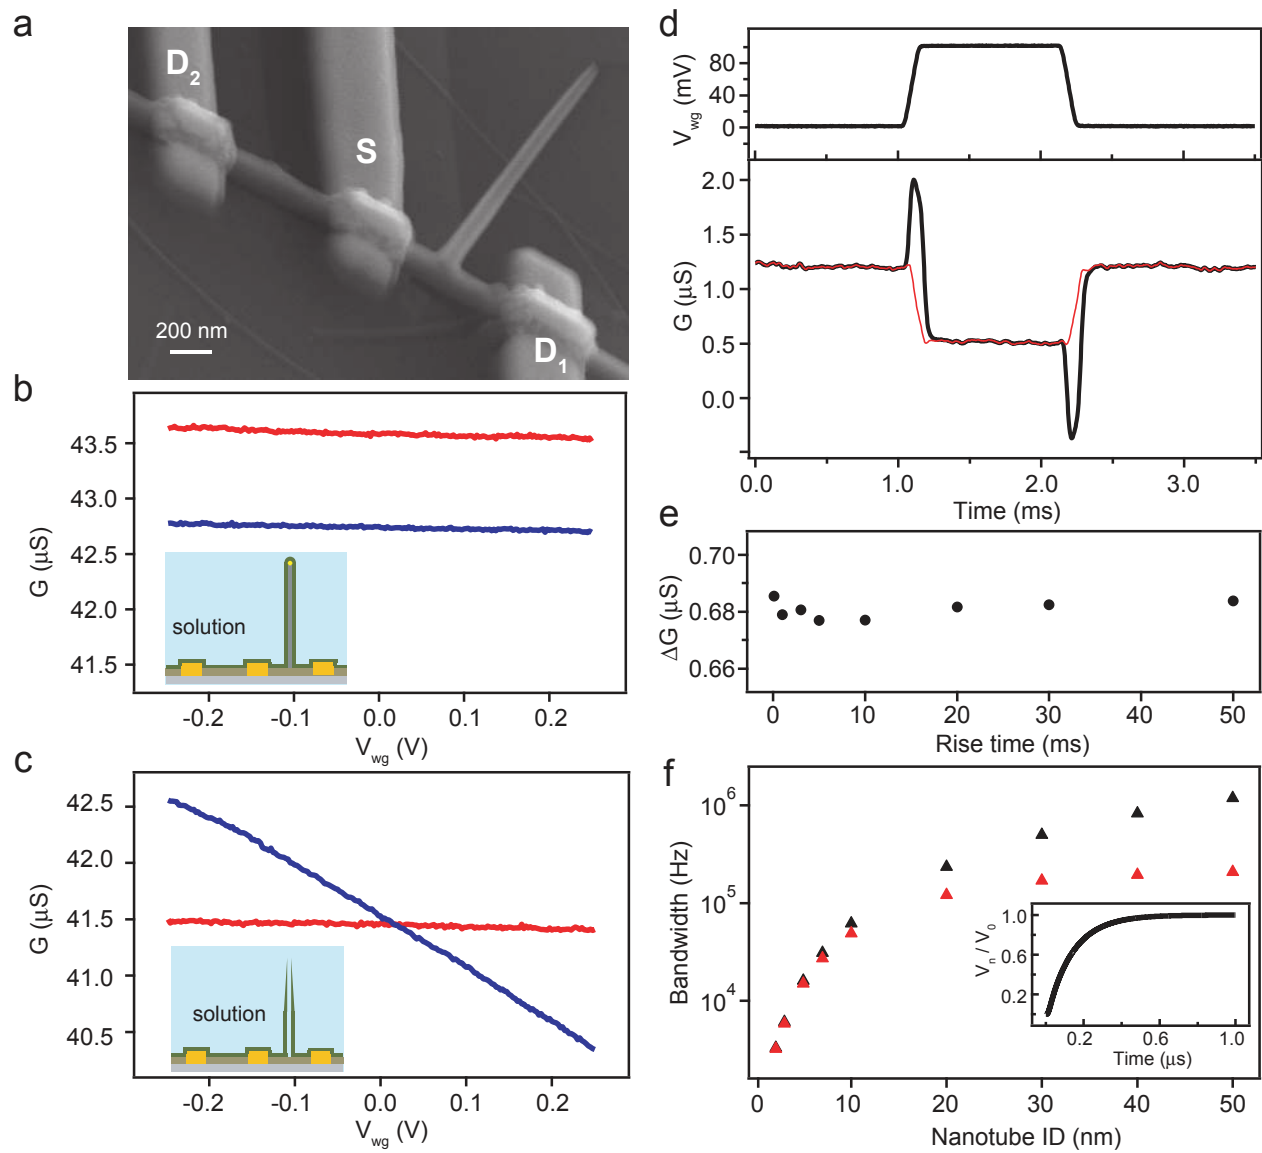 a
D2
S
D1
200 nm
b
43.5
43.0
42.5
42.0
41.5
G (μS)
solution
-0.2 -0.1 0.0 0.1 0.2
Vwg (V)
c
42.5
42.0
41.5
41.0
40.5
G (μS)
solution
-0.2 -0.1 0.0 0.1 0.2
Vwg (V)
d
80
40
0
Vwg (mV)
2.0
1.5
1.0
0.5
0.0
G (μS)
0.0 1.0 2.0 3.0
Time (ms)
e
0.70
0.68
0.66
ΔG (μS)
0 10 20 30 40 50
Rise time (ms)
f
10^6
10^5
10^4
Bandwidth (Hz)
1.0
0.6
0.2
Vn / V0
0.2 0.6 1.0
Time (μs)
0 10 20 30 40 50
Nanotube ID (nm)